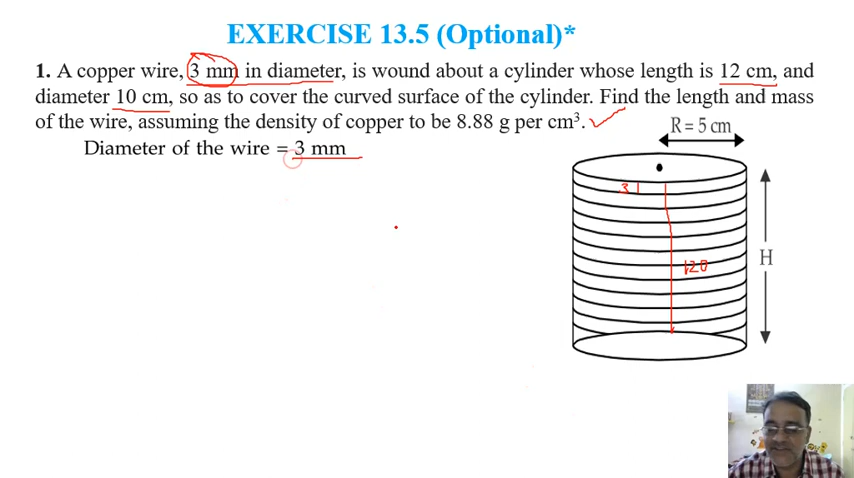 EXERCISE 13.5 (Optional)*
1. A copper wire, 3 mm in diameter, is wound about a cylinder whose length is 12 cm, and
diameter 10 cm, so as to cover the curved surface of the cylinder. Find the length and mass
of the wire, assuming the density of copper to be 8.88 g per cm³.
R = 5 cm
Diameter of the wire = 3 mm
3
120
H